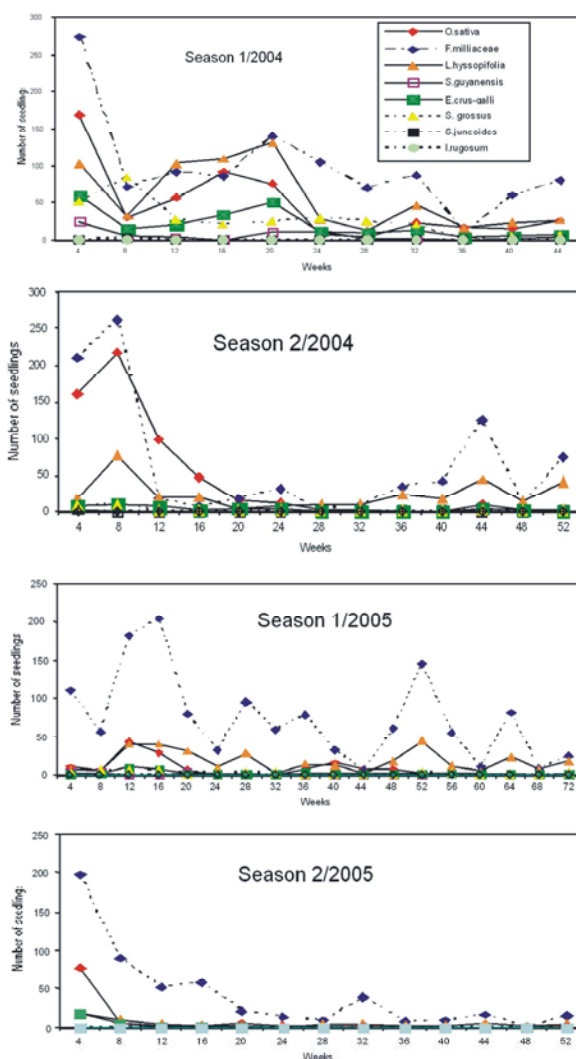 300
250
200
150
100
50
0
Number of seedling:
Season 1/2004
O.sativa
F.milliaceae
L.hyssopifolia
S.guyanensis
E.crus-galli
S. grossus
S.juncoides
I.rugosum
4 8 12 16 20 24 28 32 36 40 44
Weeks
300
250
200
150
100
50
0
Number of seedlings
Season 2/2004
4 8 12 16 20 24 28 32 36 40 44 48 52
Weeks
250
200
150
100
50
0
Number of seedlings
Season 1/2005
4 8 12 16 20 24 28 32 36 40 44 48 52 56 60 64 68 72
Weeks
250
200
150
100
50
0
Number of seedling:
Season 2/2005
4 8 12 16 20 24 28 32 36 40 44 48 52
Weeks